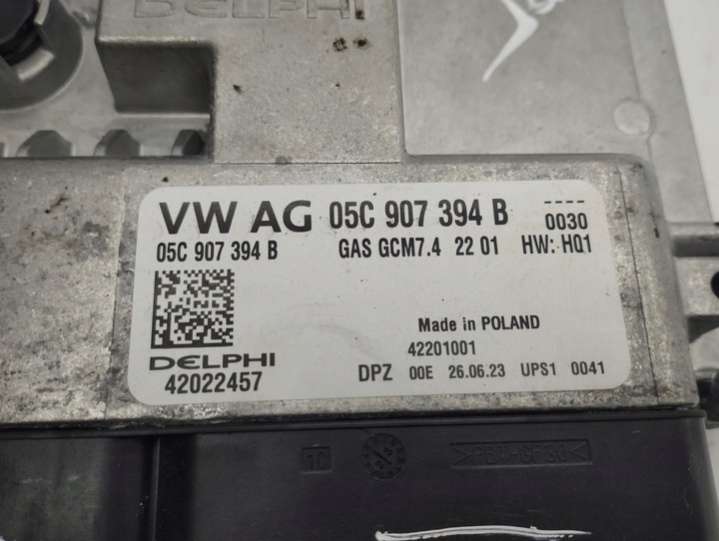 DELPHI
VW AG 05C 907 394 B ----
0030
05C 907 394 B GAS GCM7.4 22 01 HW: H01
Made in POLAND
DELPHI 42201001
42022457 DPZ 00E 26.06.23 UPS1 0041